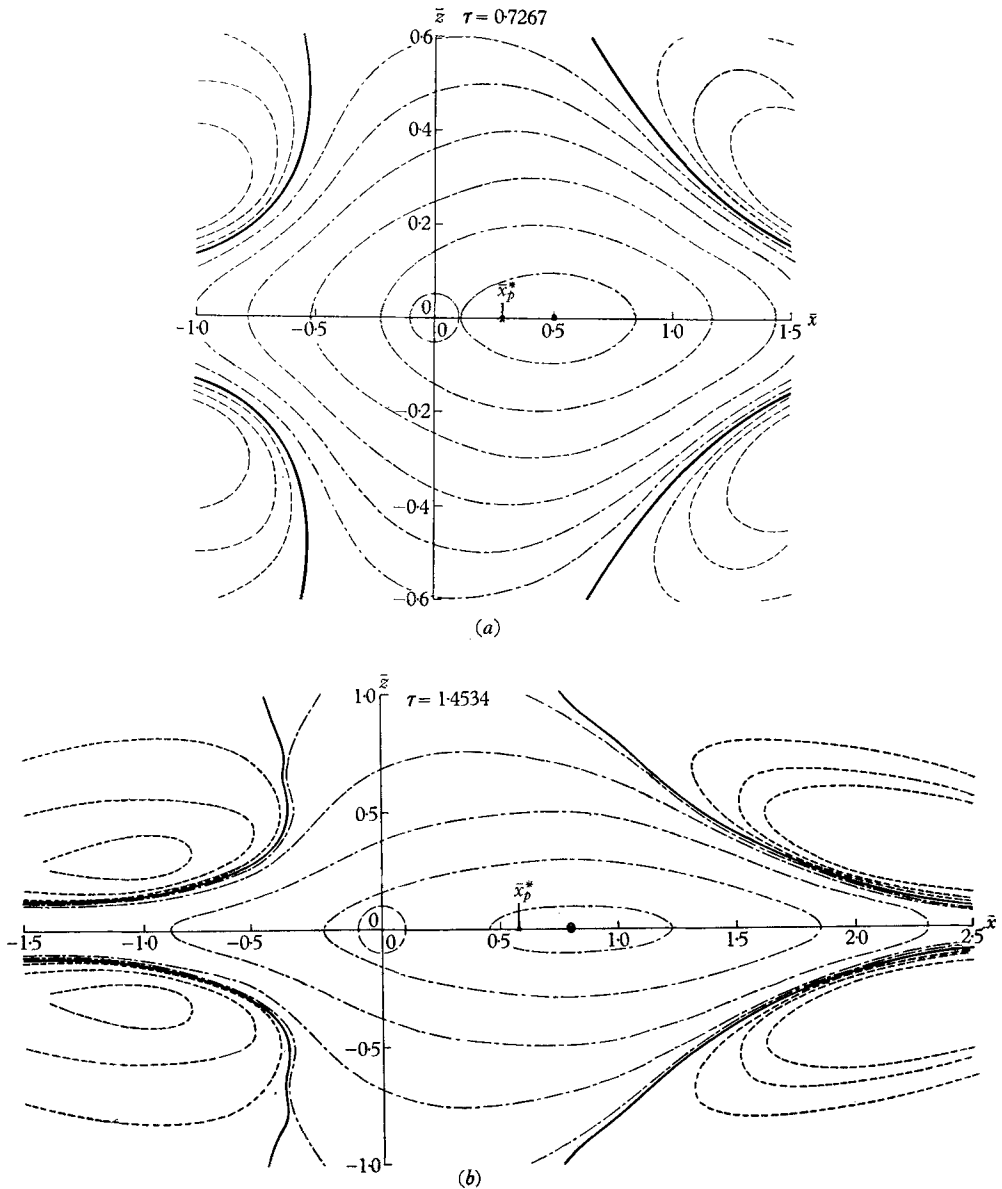 z̄ τ = 0·7267
0·6
0·4
0·2
x̄*p
0
-1·0 -0·5 0 0·5 1·0 1·5 x̄
-0·2
-0·4
-0·6
(a)
z̄
1·0 τ = 1·4534
0·5
x̄*p
0
-1·5 -1·0 -0·5 0 0·5 1·0 1·5 2·0 2·5 x̄
-0·5
-1·0
(b)